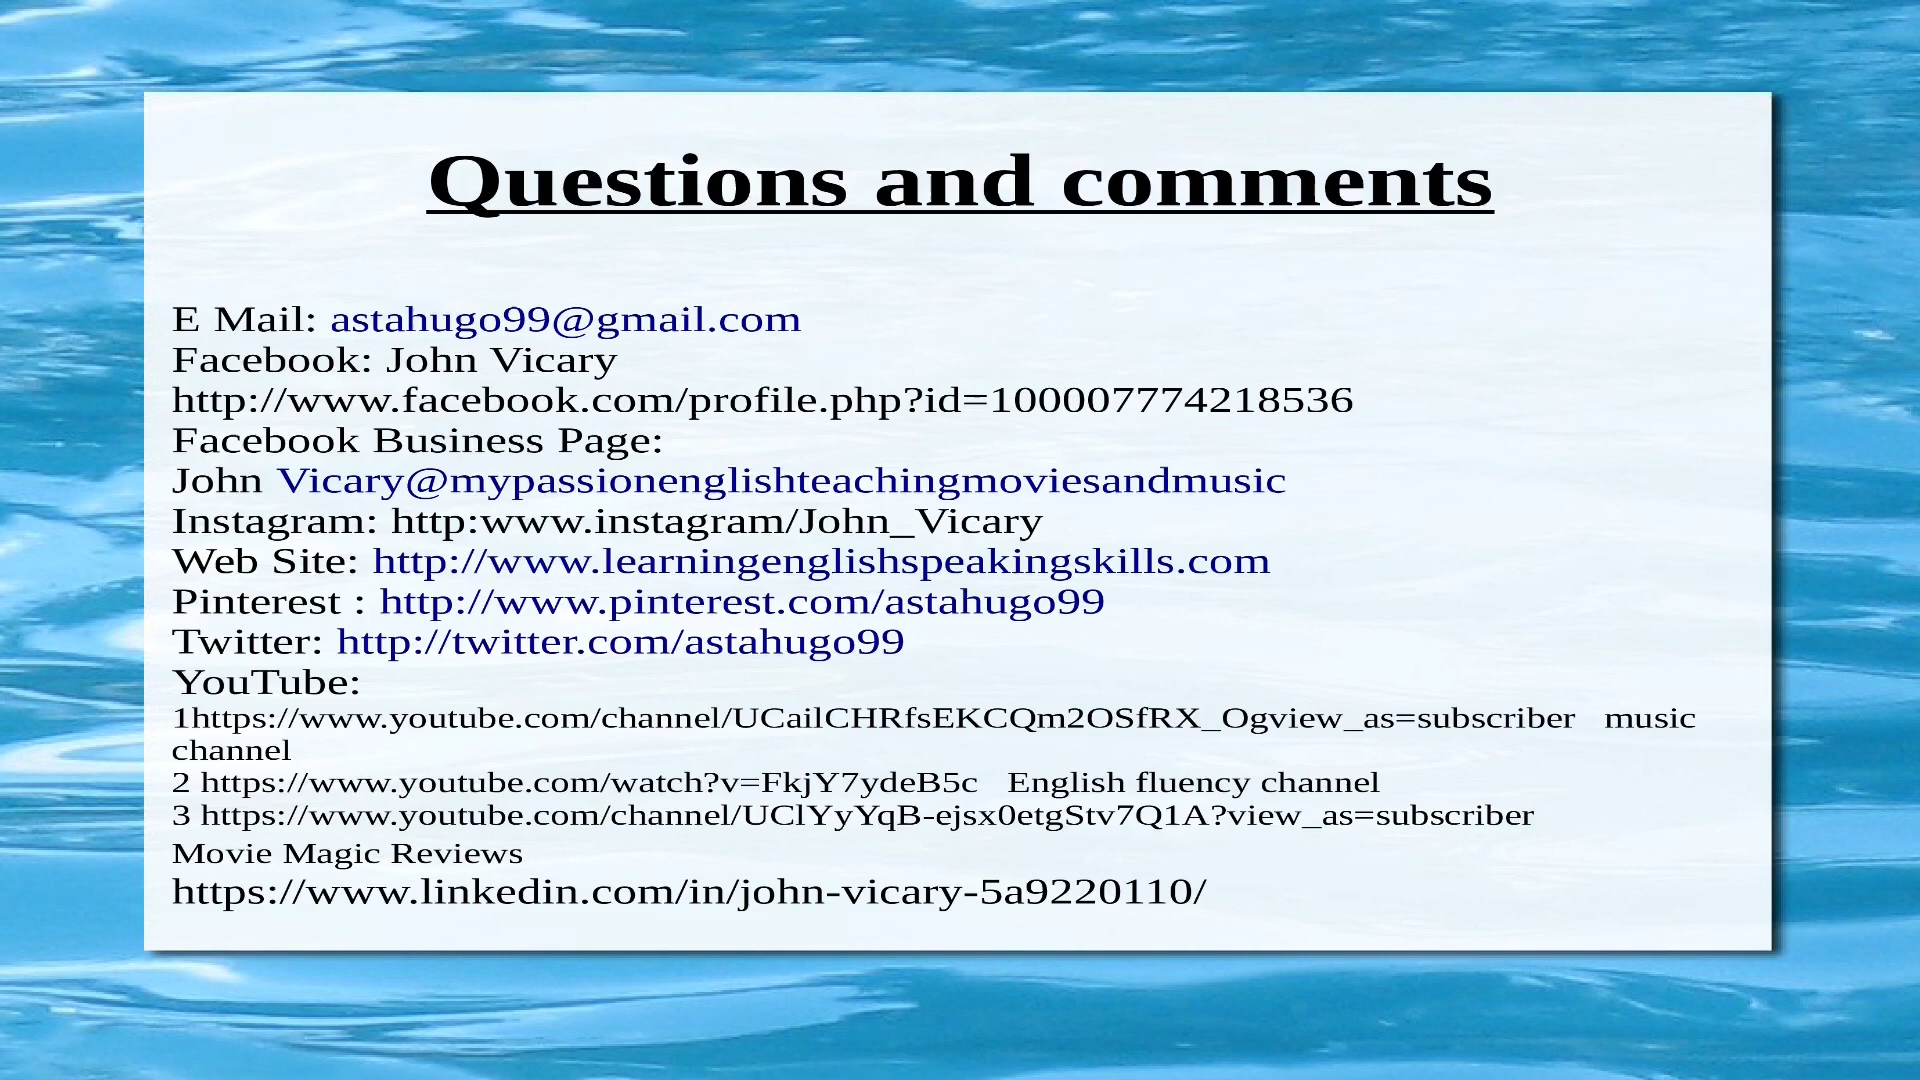 Questions and comments
E Mail: astahugo99@gmail.com
Facebook: John Vicary
http://www.facebook.com/profile.php?id=100007774218536
Facebook Business Page:
John Vicary@mypassionenglishteachingmoviesandmusic
Instagram: http:www.instagram/John_Vicary
Web Site: http://www.learningenglishspeakingskills.com
Pinterest : http://www.pinterest.com/astahugo99
Twitter: http://twitter.com/astahugo99
YouTube:
1https://www.youtube.com/channel/UCailCHRfsEKCQm2OSfRX_Ogview_as=subscriber   music
channel
2 https://www.youtube.com/watch?v=FkjY7ydeB5c   English fluency channel
3 https://www.youtube.com/channel/UClYyYqB-ejsx0etgStv7Q1A?view_as=subscriber
Movie Magic Reviews
https://www.linkedin.com/in/john-vicary-5a9220110/